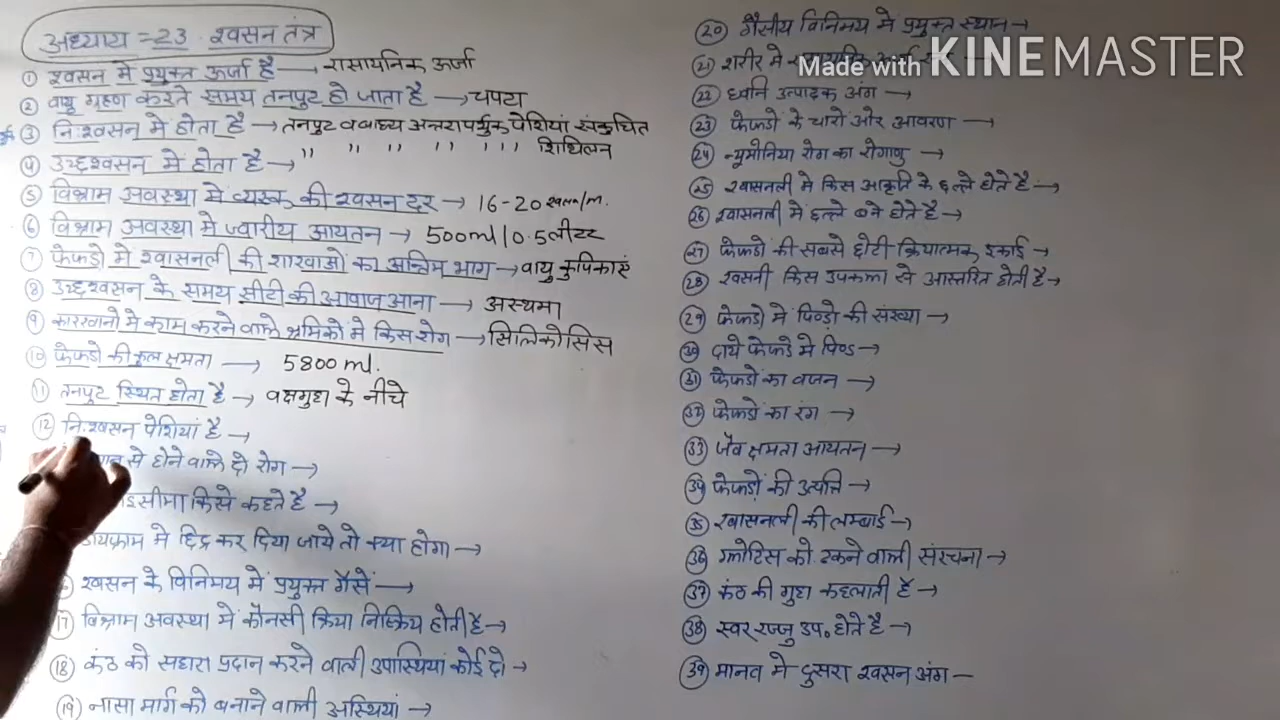 अध्याय = 23 श्वसन तंत्र
① श्वसन मे प्रयुक्त ऊर्जा है → रासायनिक ऊर्जा
② वायु ग्रहण करते समय तनपुट हो जाता है → चपटा
③ निःश्वसन मे होता है → तनपुट व बाह्य अन्तरापर्शुक पेशियां संकुचित
④ उच्छश्वसन मे होता है → " " " " " शिथिलन
⑤ विश्राम अवस्था मे व्यस्क की श्वसन दर → 16-20 श्वसन/m.
⑥ विश्राम अवस्था मे ज्वारीय आयतन → 500ml/0.5लीटर
⑦ फेफडो मे श्वासनली की शाखाओ का अन्तिम भाग → वायु कुपिकाएं
⑧ उच्छश्वसन के समय सीटी की आवाज आना → अस्थमा
⑨ कारखानो मे काम करने वाले श्रमिको मे किस रोग → सिलिकोसिस
⑩ फेफडो की कुल क्षमता → 5800 ml.
⑪ तनपुट स्थित होता है → वक्षगुहा के नीचे
⑫ निःश्वसन पेशियां है →
से होने वाले दो रोग →
किसे कहते है →
मे छिद्र कर दिया जाये तो क्या होगा →
श्वसन के विनिमय मे प्रयुक्त गैसें →
⑰ विश्राम अवस्था मे कौनसी क्रिया निष्क्रिय होती है →
⑱ कंठ को सहारा प्रदान करने वाली उपास्थियां कोई दो →
⑲ नासा मार्ग को बनाने वाली अस्थियां →
⑳ गैसीय विनिमय मे प्रयुक्त स्थान →
㉑ शरीर मे
Made with KINEMASTER
㉒ ध्वनि उत्पादक अंग →
㉓ फेफडो के चारो ओर आवरण →
㉔ न्यूमोनिया रोग का रोगाणु →
㉕ श्वासनली मे किस आकृति के छल्ले होते है →
㉖ श्वासनली मे छल्ले बने होते है →
㉗ फेफडो की सबसे छोटी क्रियात्मक इकाई →
㉘ श्वसनी किस उपकला से आस्तरित होती है →
㉙ फेफडो मे पिण्डो की संख्या →
㉚ दाये फेफडे मे पिण्ड →
㉛ फेफडो का वजन →
㉜ फेफडो का रंग →
㉝ जैव क्षमता आयतन →
㉞ फेफडों की उत्पत्ति →
㉟ श्वासनली की लम्बाई →
㊱ ग्लोटिस को ढकने वाली संरचना →
㊲ कंठ की गुहा कहलाती है →
㊳ स्वर रज्जु उप. होते है →
㊴ मानव मे दुसरा श्वसन अंग —